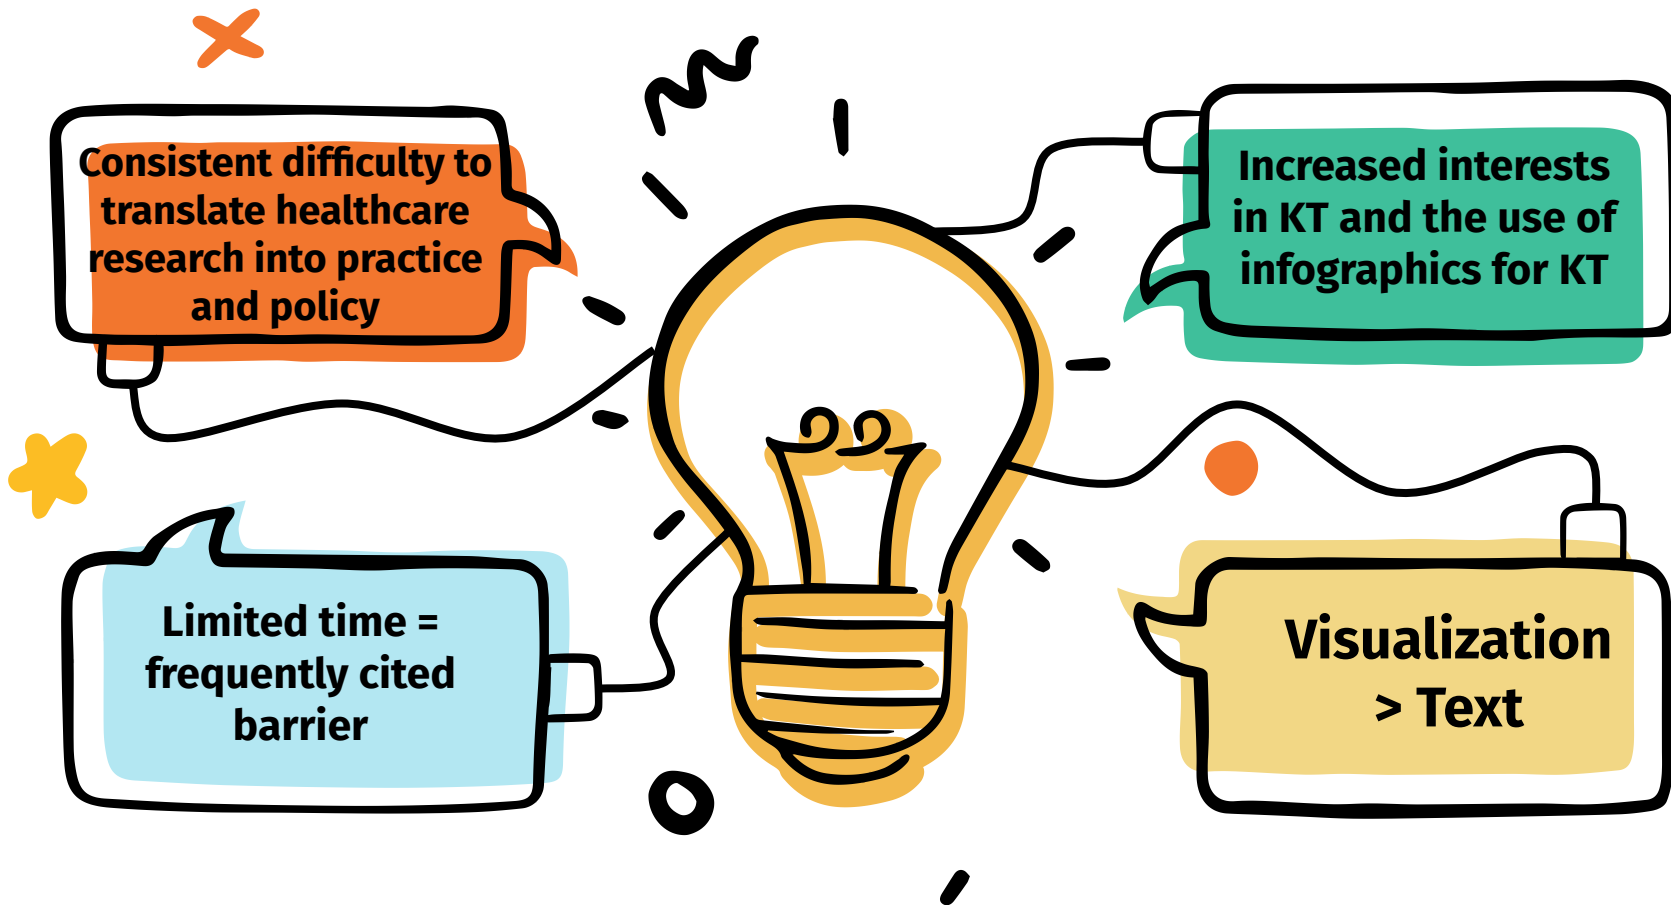 Consistent difficulty to
translate healthcare
research into practice
and policy
Increased interests
in KT and the use of
infographics for KT
Limited time =
frequently cited
barrier
Visualization
> Text